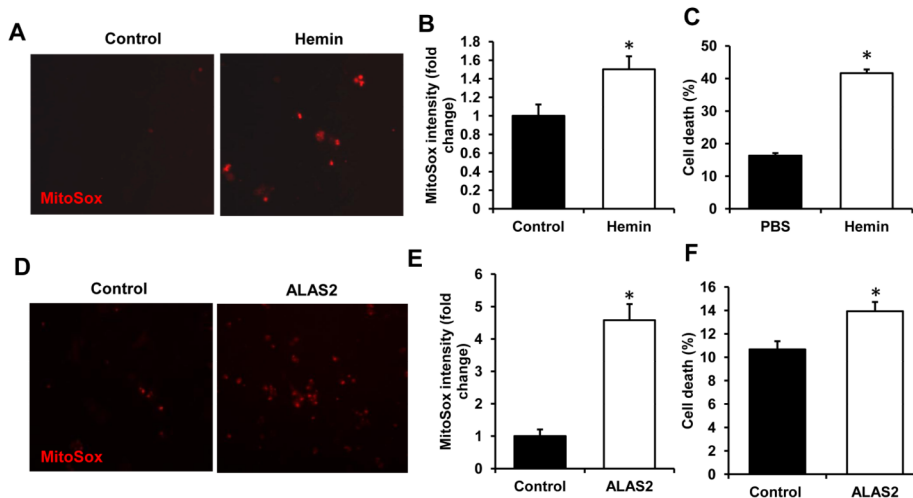 A
Control
Hemin
MitoSox
B
MitoSox intensity (fold
change)
1.8
1.6
1.4
1.2
1
0.8
0.6
0.4
0.2
0
*
Control
Hemin
C
Cell death (%)
50
40
30
20
10
0
*
PBS
Hemin
D
Control
ALAS2
MitoSox
E
MitoSox intensity (fold
change)
6
5
4
3
2
1
0
*
Control
ALAS2
F
Cell death (%)
16
14
12
10
8
6
4
2
0
*
Control
ALAS2